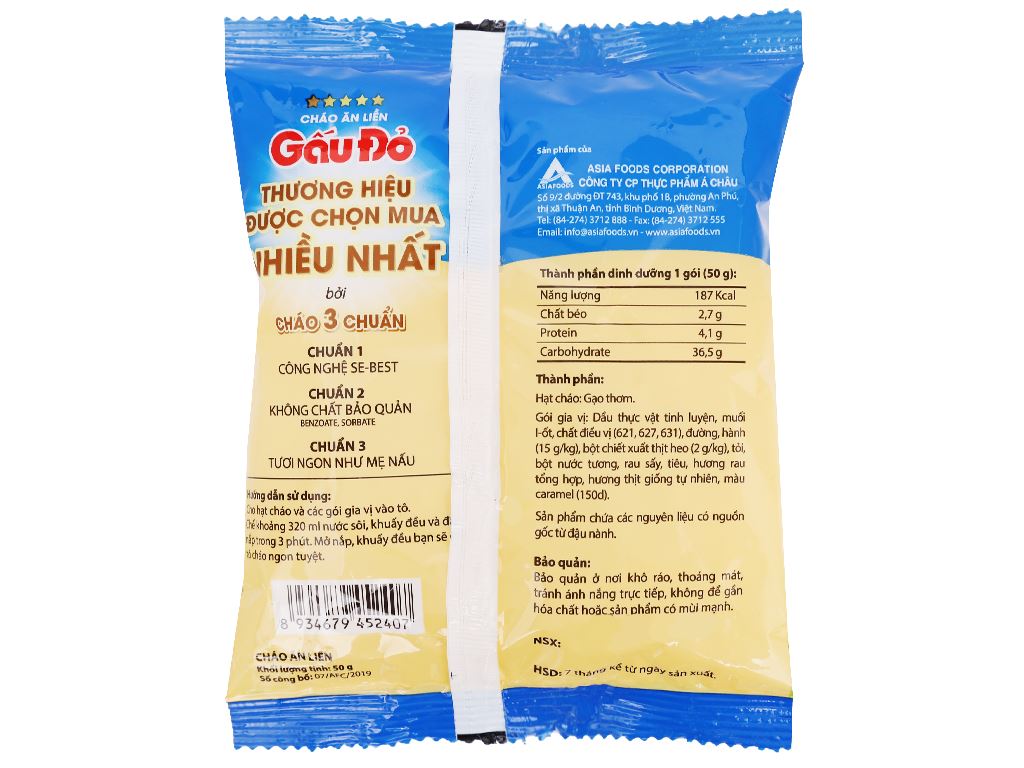 CHÁO ĂN LIỀN
Gấu Đỏ
THƯƠNG HIỆU
ĐƯỢC CHỌN MUA
NHIỀU NHẤT
bởi
CHÁO 3 CHUẨN
CHUẨN 1
CÔNG NGHỆ SE-BEST
CHUẨN 2
KHÔNG CHẤT BẢO QUẢN
BENZOATE, SORBATE
CHUẨN 3
TƯƠI NGON NHƯ MẸ NẤU
Hướng dẫn sử dụng:
Cho hạt cháo và các gói gia vị vào tô.
Chế khoảng 320 ml nước sôi, khuấy đều và
nắp trong 3 phút. Mở nắp, khuấy đều bạn sẽ
tô cháo ngon tuyệt.
8 934679 452407
CHÁO ĂN LIỀN
Khối lượng tịnh: 50 g
Số công bố: 07/AFC/2019
Sản phẩm của
ASIAFOODS
ASIA FOODS CORPORATION
CÔNG TY CP THỰC PHẨM Á CHÂU
Số 9/2 đường ĐT 743, khu phố 1B, phường An Phú,
thị xã Thuận An, tỉnh Bình Dương, Việt Nam.
Tel: (84-274) 3712 888 - Fax: (84-274) 3712 555
Email: info@asiafoods.vn - www.asiafoods.vn
Thành phần dinh dưỡng 1 gói (50 g):
Năng lượng 187 Kcal
Chất béo 2,7 g
Protein 4,1 g
Carbohydrate 36,5 g
Thành phần:
Hạt cháo: Gạo thơm.
Gói gia vị: Dầu thực vật tinh luyện, muối
I-ốt, chất điều vị (621, 627, 631), đường, hành
(15 g/kg), bột chiết xuất thịt heo (2 g/kg), tỏi,
bột nước tương, rau sấy, tiêu, hương rau
tổng hợp, hương thịt giống tự nhiên, màu
caramel (150d).
Sản phẩm chứa các nguyên liệu có nguồn
gốc từ đậu nành.
Bảo quản:
Bảo quản ở nơi khô ráo, thoáng mát,
tránh ánh nắng trực tiếp, không để gần
hóa chất hoặc sản phẩm có mùi mạnh.
NSX:
HSD: 7 tháng kể từ ngày sản xuất.